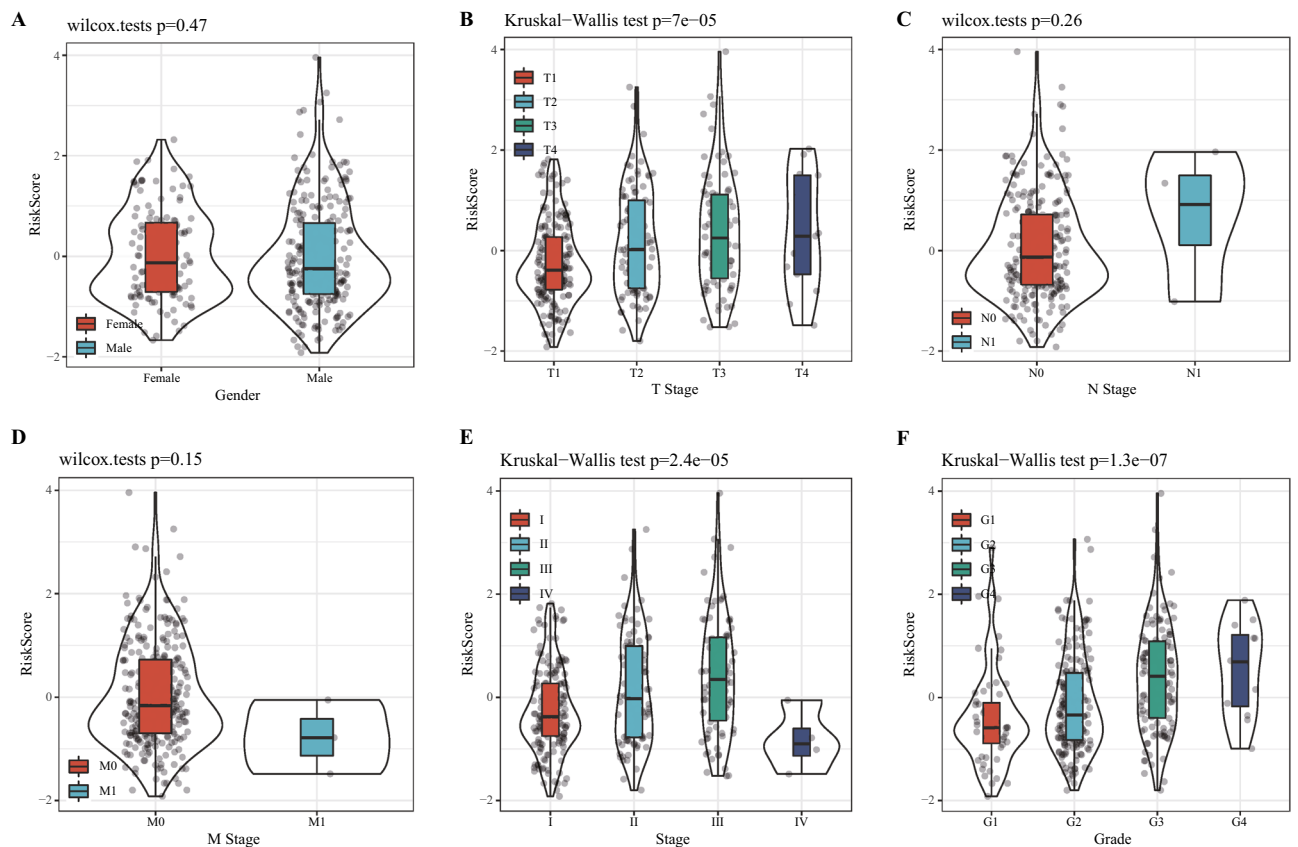 A
wilcox.tests p=0.47
RiskScore
4
2
0
−2
Female
Male
Female
Male
Gender
B
Kruskal−Wallis test p=7e−05
RiskScore
4
2
0
−2
T1
T2
T3
T4
T1
T2
T3
T4
T Stage
C
wilcox.tests p=0.26
RiskScore
4
2
0
−2
N0
N1
N0
N1
N Stage
D
wilcox.tests p=0.15
RiskScore
4
2
0
−2
M0
M1
M0
M1
M Stage
E
Kruskal−Wallis test p=2.4e−05
RiskScore
4
2
0
−2
I
II
III
IV
I
II
III
IV
Stage
F
Kruskal−Wallis test p=1.3e−07
RiskScore
4
2
0
−2
G1
G2
G3
G4
G1
G2
G3
G4
Grade